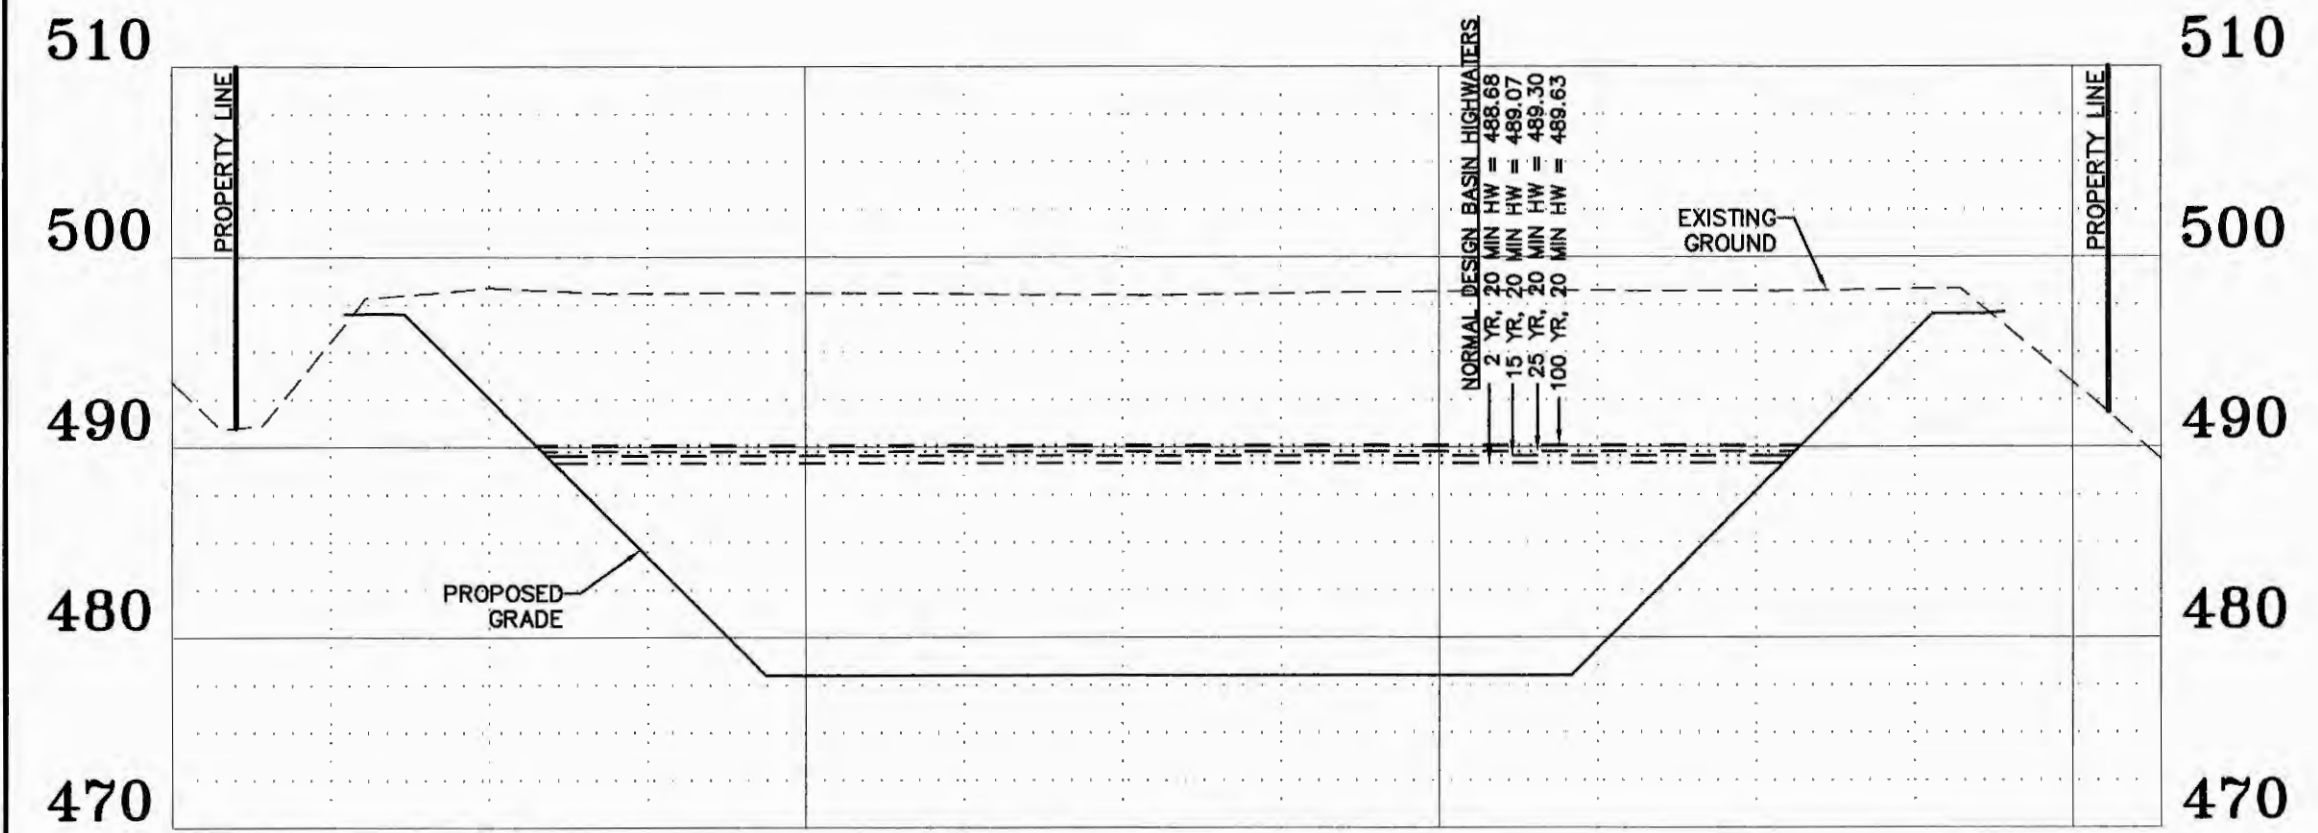 510
500
490
480
470
PROPERTY LINE
NORMAL DESIGN BASIN HIGHWATERS
2 YR, 20 MIN HW = 488.68
15 YR, 20 MIN HW = 489.07
25 YR, 20 MIN HW = 489.30
100 YR, 20 MIN HW = 489.63
EXISTING
GROUND
PROPOSED
GRADE
PROPERTY LINE
510
500
490
480
470